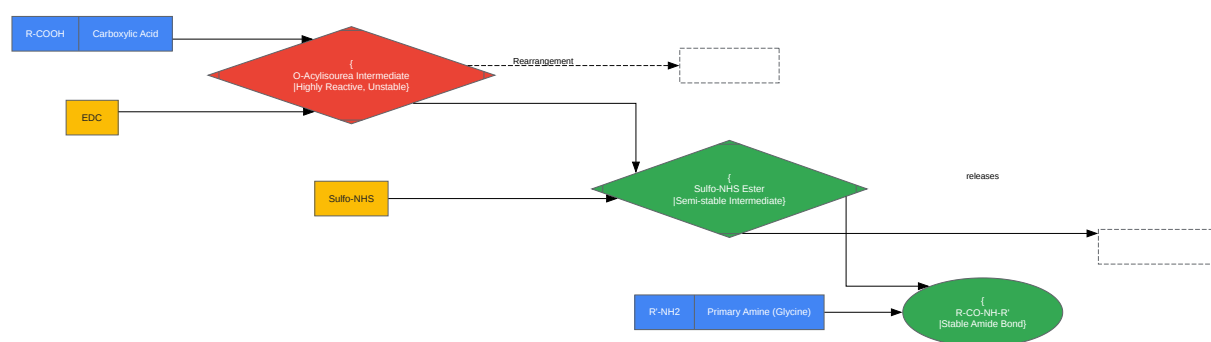 R-COOH
Carboxylic Acid
{
O-Acylisourea Intermediate
|Highly Reactive, Unstable}
Rearrangement
EDC
{
Sulfo-NHS Ester
|Semi-stable Intermediate}
releases
Sulfo-NHS
R'-NH2
Primary Amine (Glycine)
{
R-CO-NH-R'
|Stable Amide Bond}